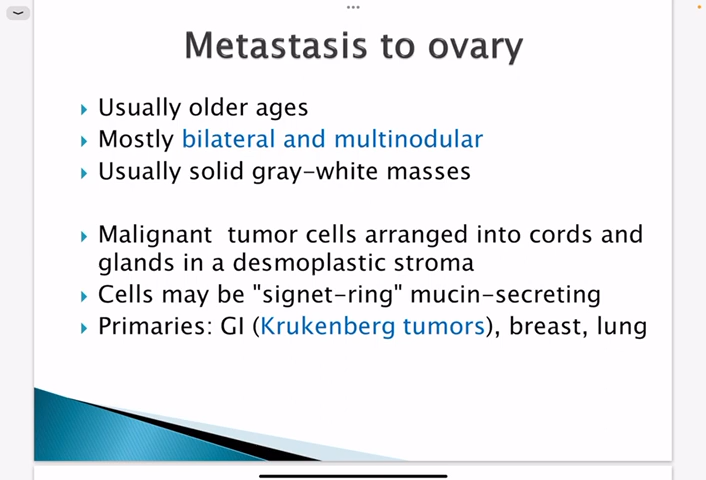 Metastasis to ovary
Usually older ages
Mostly bilateral and multinodular
Usually solid gray-white masses
Malignant tumor cells arranged into cords and
glands in a desmoplastic stroma
Cells may be "signet-ring" mucin-secreting
Primaries: GI (Krukenberg tumors), breast, lung